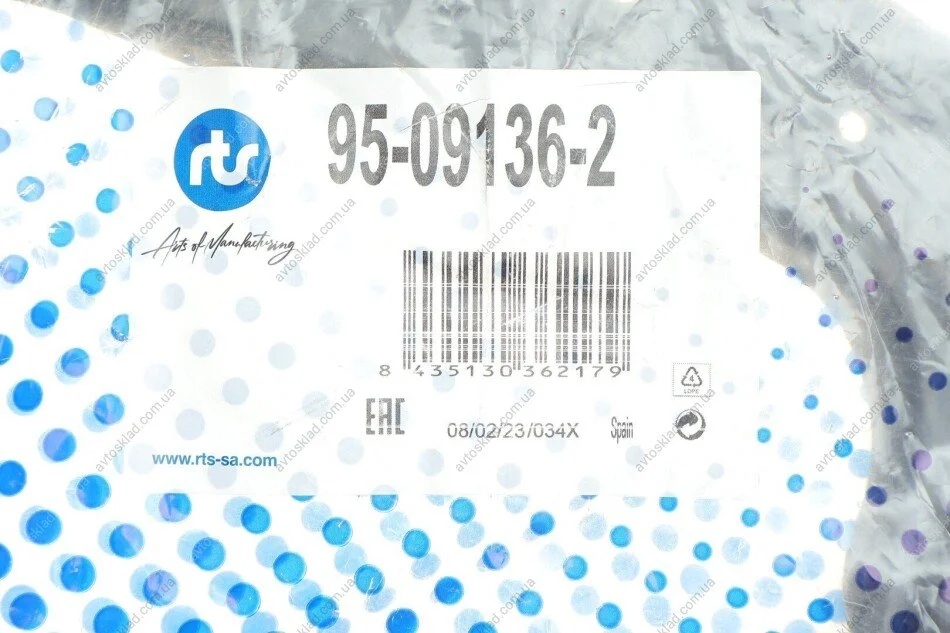 rts
95-09136-2
Arts of Manufacturing
8 435130 362179
4
LDPE
EAC
08/02/23/034X
Spain
www.rts-sa.com
avtosklad.com.ua